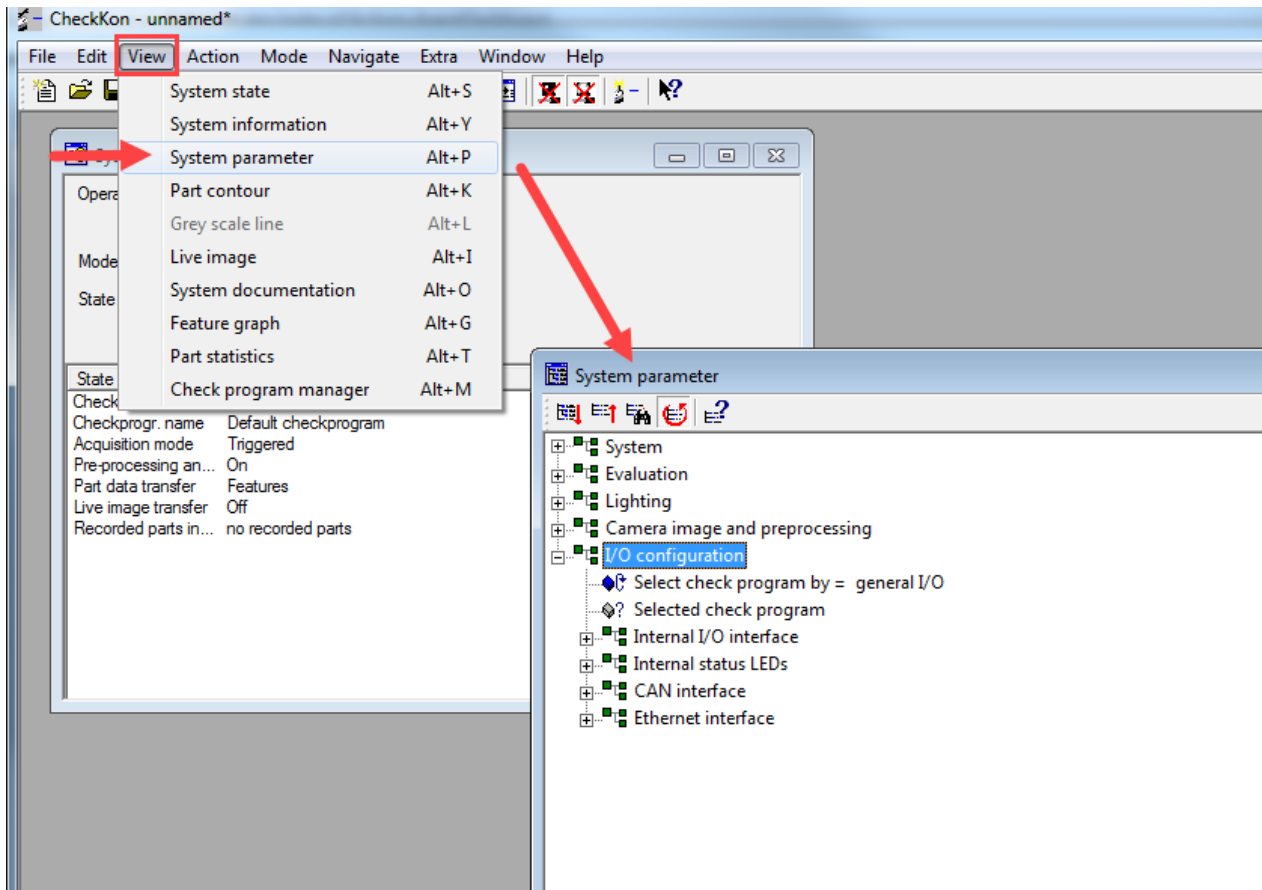 CheckKon - unnamed*
File Edit View Action Mode Navigate Extra Window Help
System state Alt+S
System information Alt+Y
System parameter Alt+P
Part contour Alt+K
Grey scale line Alt+L
Live image Alt+I
System documentation Alt+O
Feature graph Alt+G
Part statistics Alt+T
Check program manager Alt+M
Opera
Mode
State
State
Check
Checkprogr. name Default checkprogram
Acquisition mode Triggered
Pre-processing an... On
Part data transfer Features
Live image transfer Off
Recorded parts in... no recorded parts
System parameter
System
Evaluation
Lighting
Camera image and preprocessing
I/O configuration
Select check program by = general I/O
Selected check program
Internal I/O interface
Internal status LEDs
CAN interface
Ethernet interface